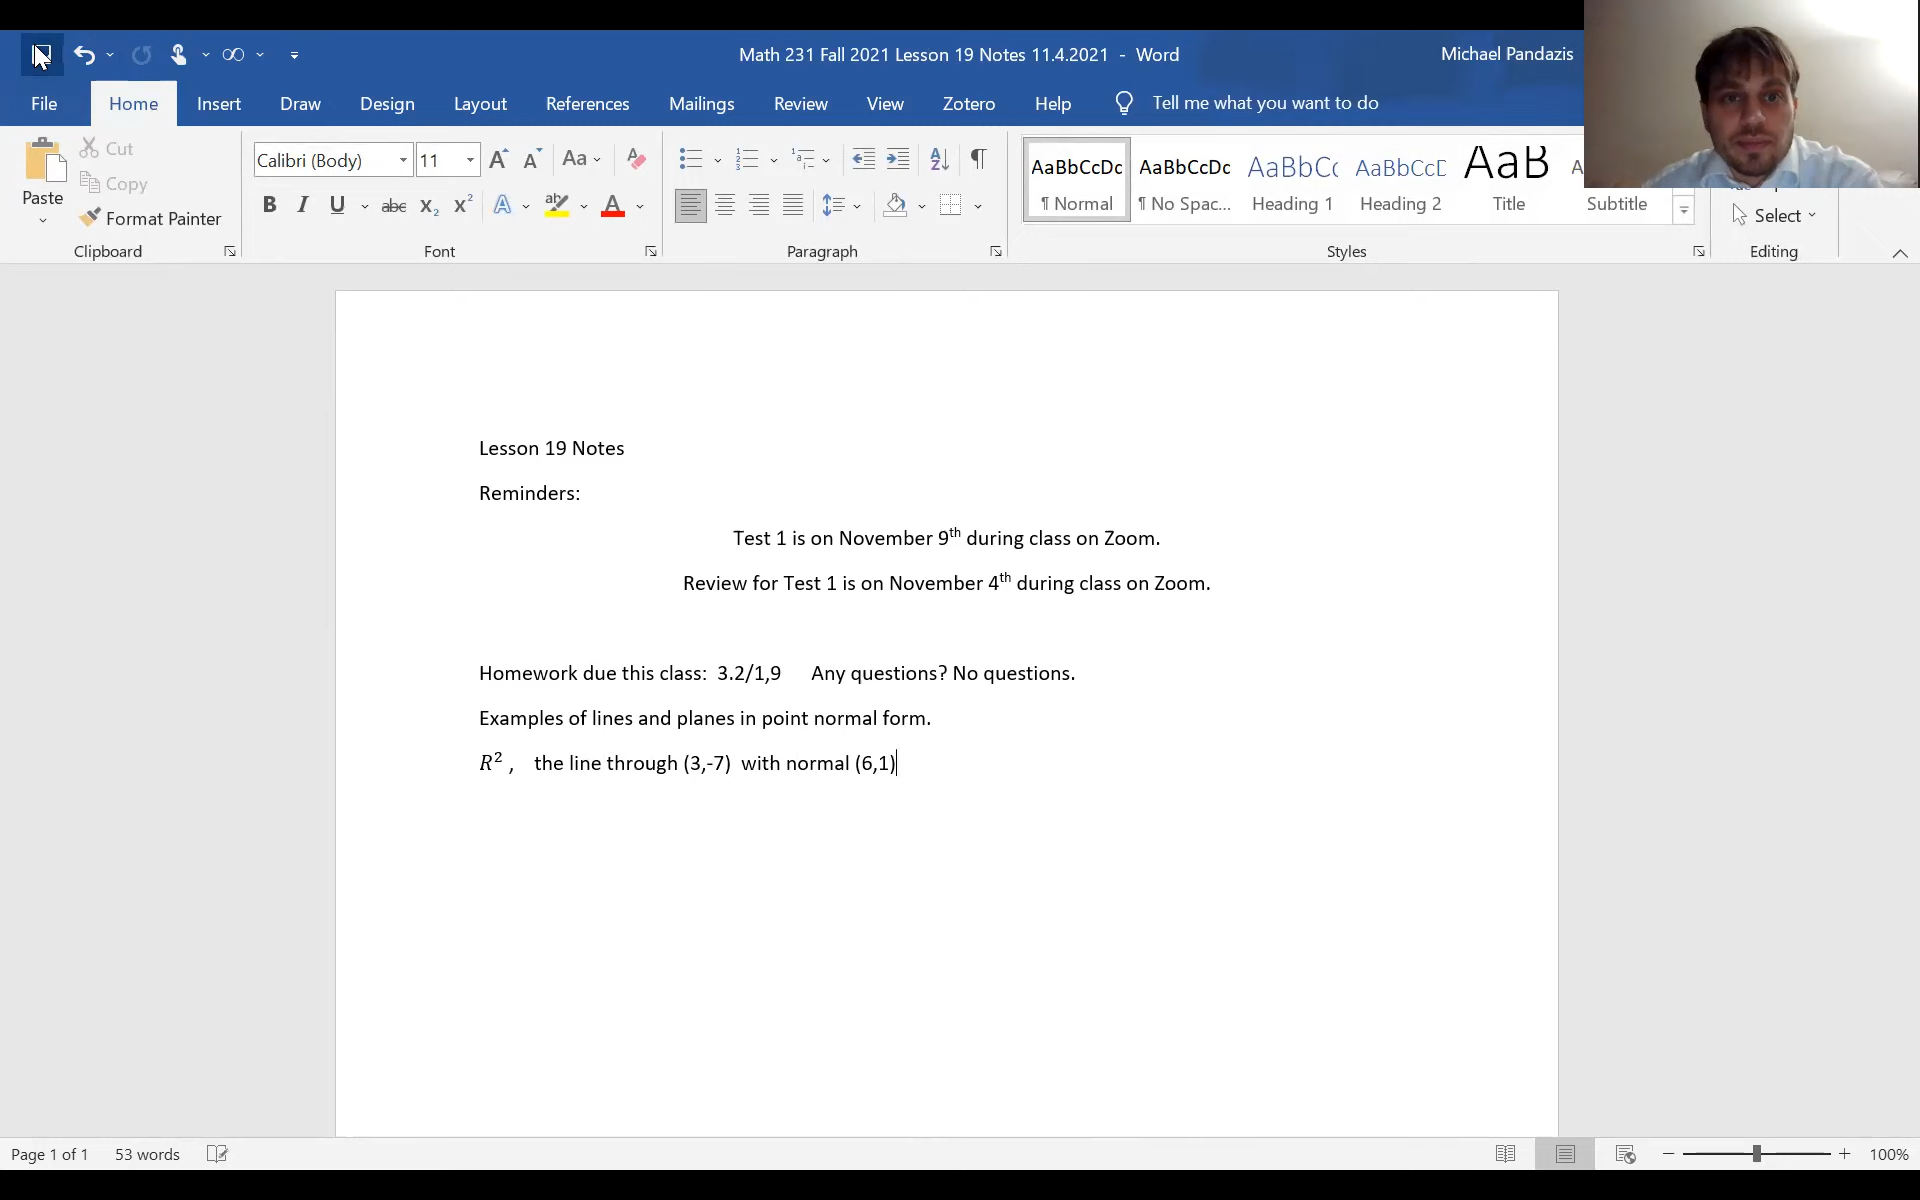 Math 231 Fall 2021 Lesson 19 Notes 11.4.2021 - Word
Michael Pandazis
File Home Insert Draw Design Layout References Mailings Review View Zotero Help Tell me what you want to do
Paste
Cut
Copy
Format Painter
Clipboard
Calibri (Body) 11
Font
Paragraph
AaBbCcDc AaBbCcDc AaBbCc AaBbCcD AaB
¶ Normal ¶ No Spac... Heading 1 Heading 2 Title Subtitle
Styles
Select
Editing
Lesson 19 Notes
Reminders:
Test 1 is on November 9th during class on Zoom.
Review for Test 1 is on November 4th during class on Zoom.
Homework due this class: 3.2/1,9 Any questions? No questions.
Examples of lines and planes in point normal form.
R² , the line through (3,-7) with normal (6,1)
Page 1 of 1 53 words 100%